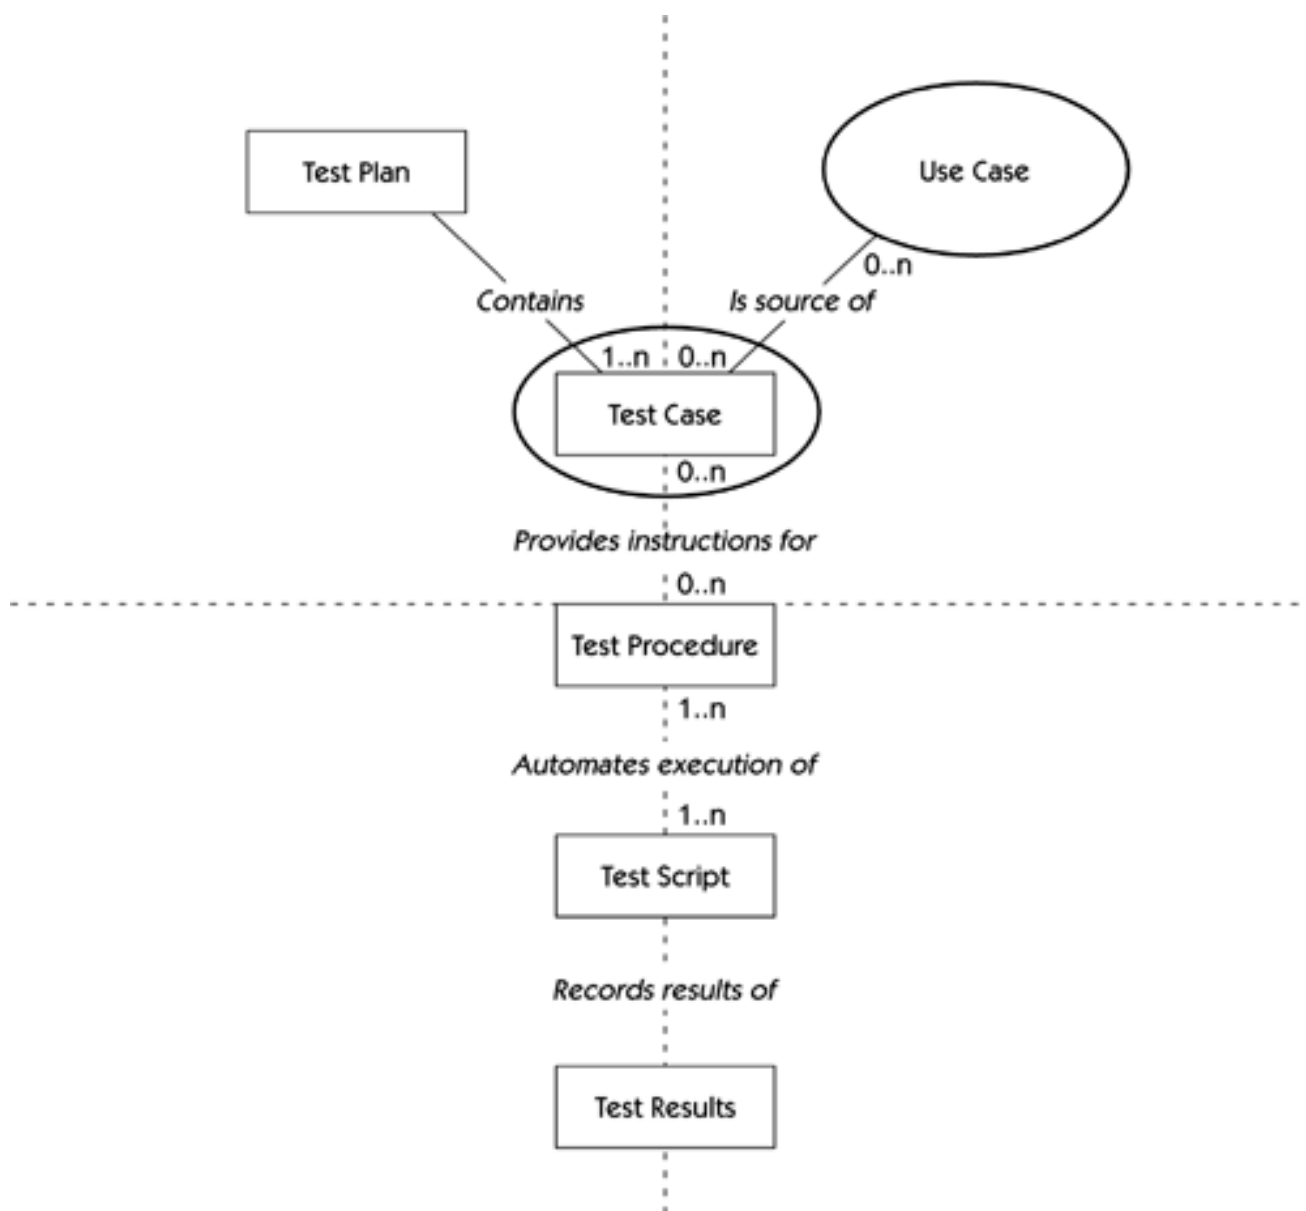 Test Plan
Use Case
0..n
Contains
Is source of
1..n
0..n
Test Case
0..n
Provides instructions for
0..n
Test Procedure
1..n
Automates execution of
1..n
Test Script
Records results of
Test Results